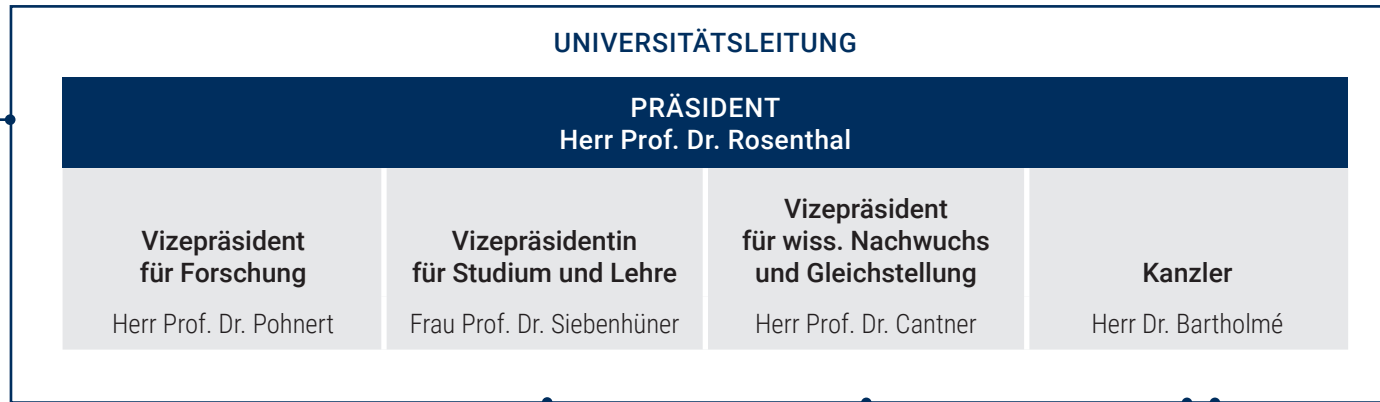 UNIVERSITÄTSLEITUNG
PRÄSIDENT
Herr Prof. Dr. Rosenthal
Vizepräsident
für Forschung
Herr Prof. Dr. Pohnert
Vizepräsidentin
für Studium und Lehre
Frau Prof. Dr. Siebenhüner
Vizepräsident
für wiss. Nachwuchs
und Gleichstellung
Herr Prof. Dr. Cantner
Kanzler
Herr Dr. Bartholmé